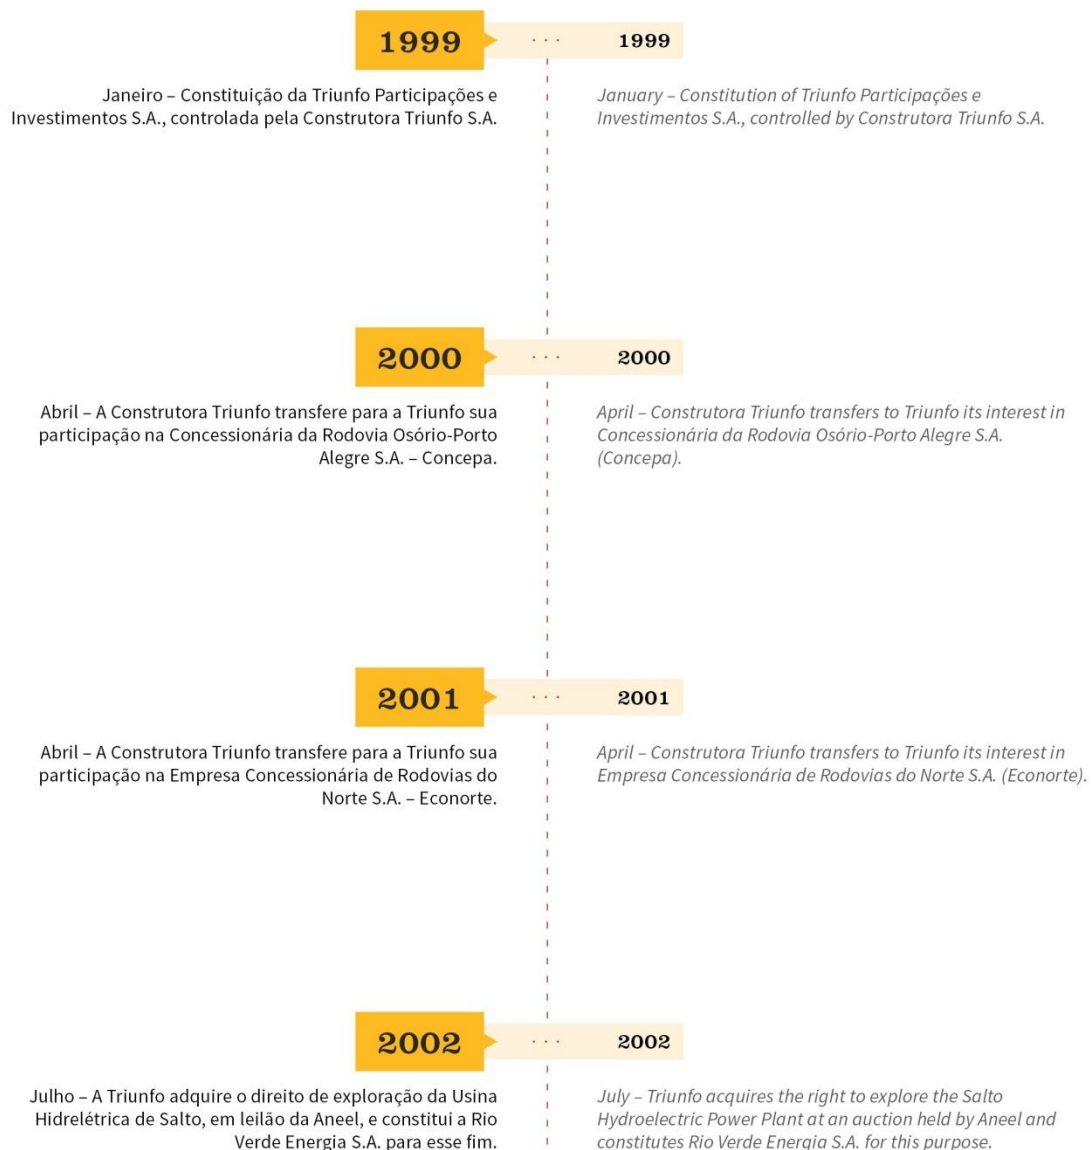 1999
... 1999
Janeiro – Constituição da Triunfo Participações e
Investimentos S.A., controlada pela Construtora Triunfo S.A.
January – Constitution of Triunfo Participações e
Investimentos S.A., controlled by Construtora Triunfo S.A.
2000
... 2000
Abril – A Construtora Triunfo transfere para a Triunfo sua
participação na Concessionária da Rodovia Osório-Porto
Alegre S.A. – Concepa.
April – Construtora Triunfo transfers to Triunfo its interest in
Concessionária da Rodovia Osório-Porto Alegre S.A.
(Concepa).
2001
... 2001
Abril – A Construtora Triunfo transfere para a Triunfo sua
participação na Empresa Concessionária de Rodovias do
Norte S.A. – Econorte.
April – Construtora Triunfo transfers to Triunfo its interest in
Empresa Concessionária de Rodovias do Norte S.A. (Econorte).
2002
... 2002
Julho – A Triunfo adquire o direito de exploração da Usina
Hidrelétrica de Salto, em leilão da Aneel, e constitui a Rio
Verde Energia S.A. para esse fim.
July – Triunfo acquires the right to explore the Salto
Hydroelectric Power Plant at an auction held by Aneel and
constitutes Rio Verde Energia S.A. for this purpose.